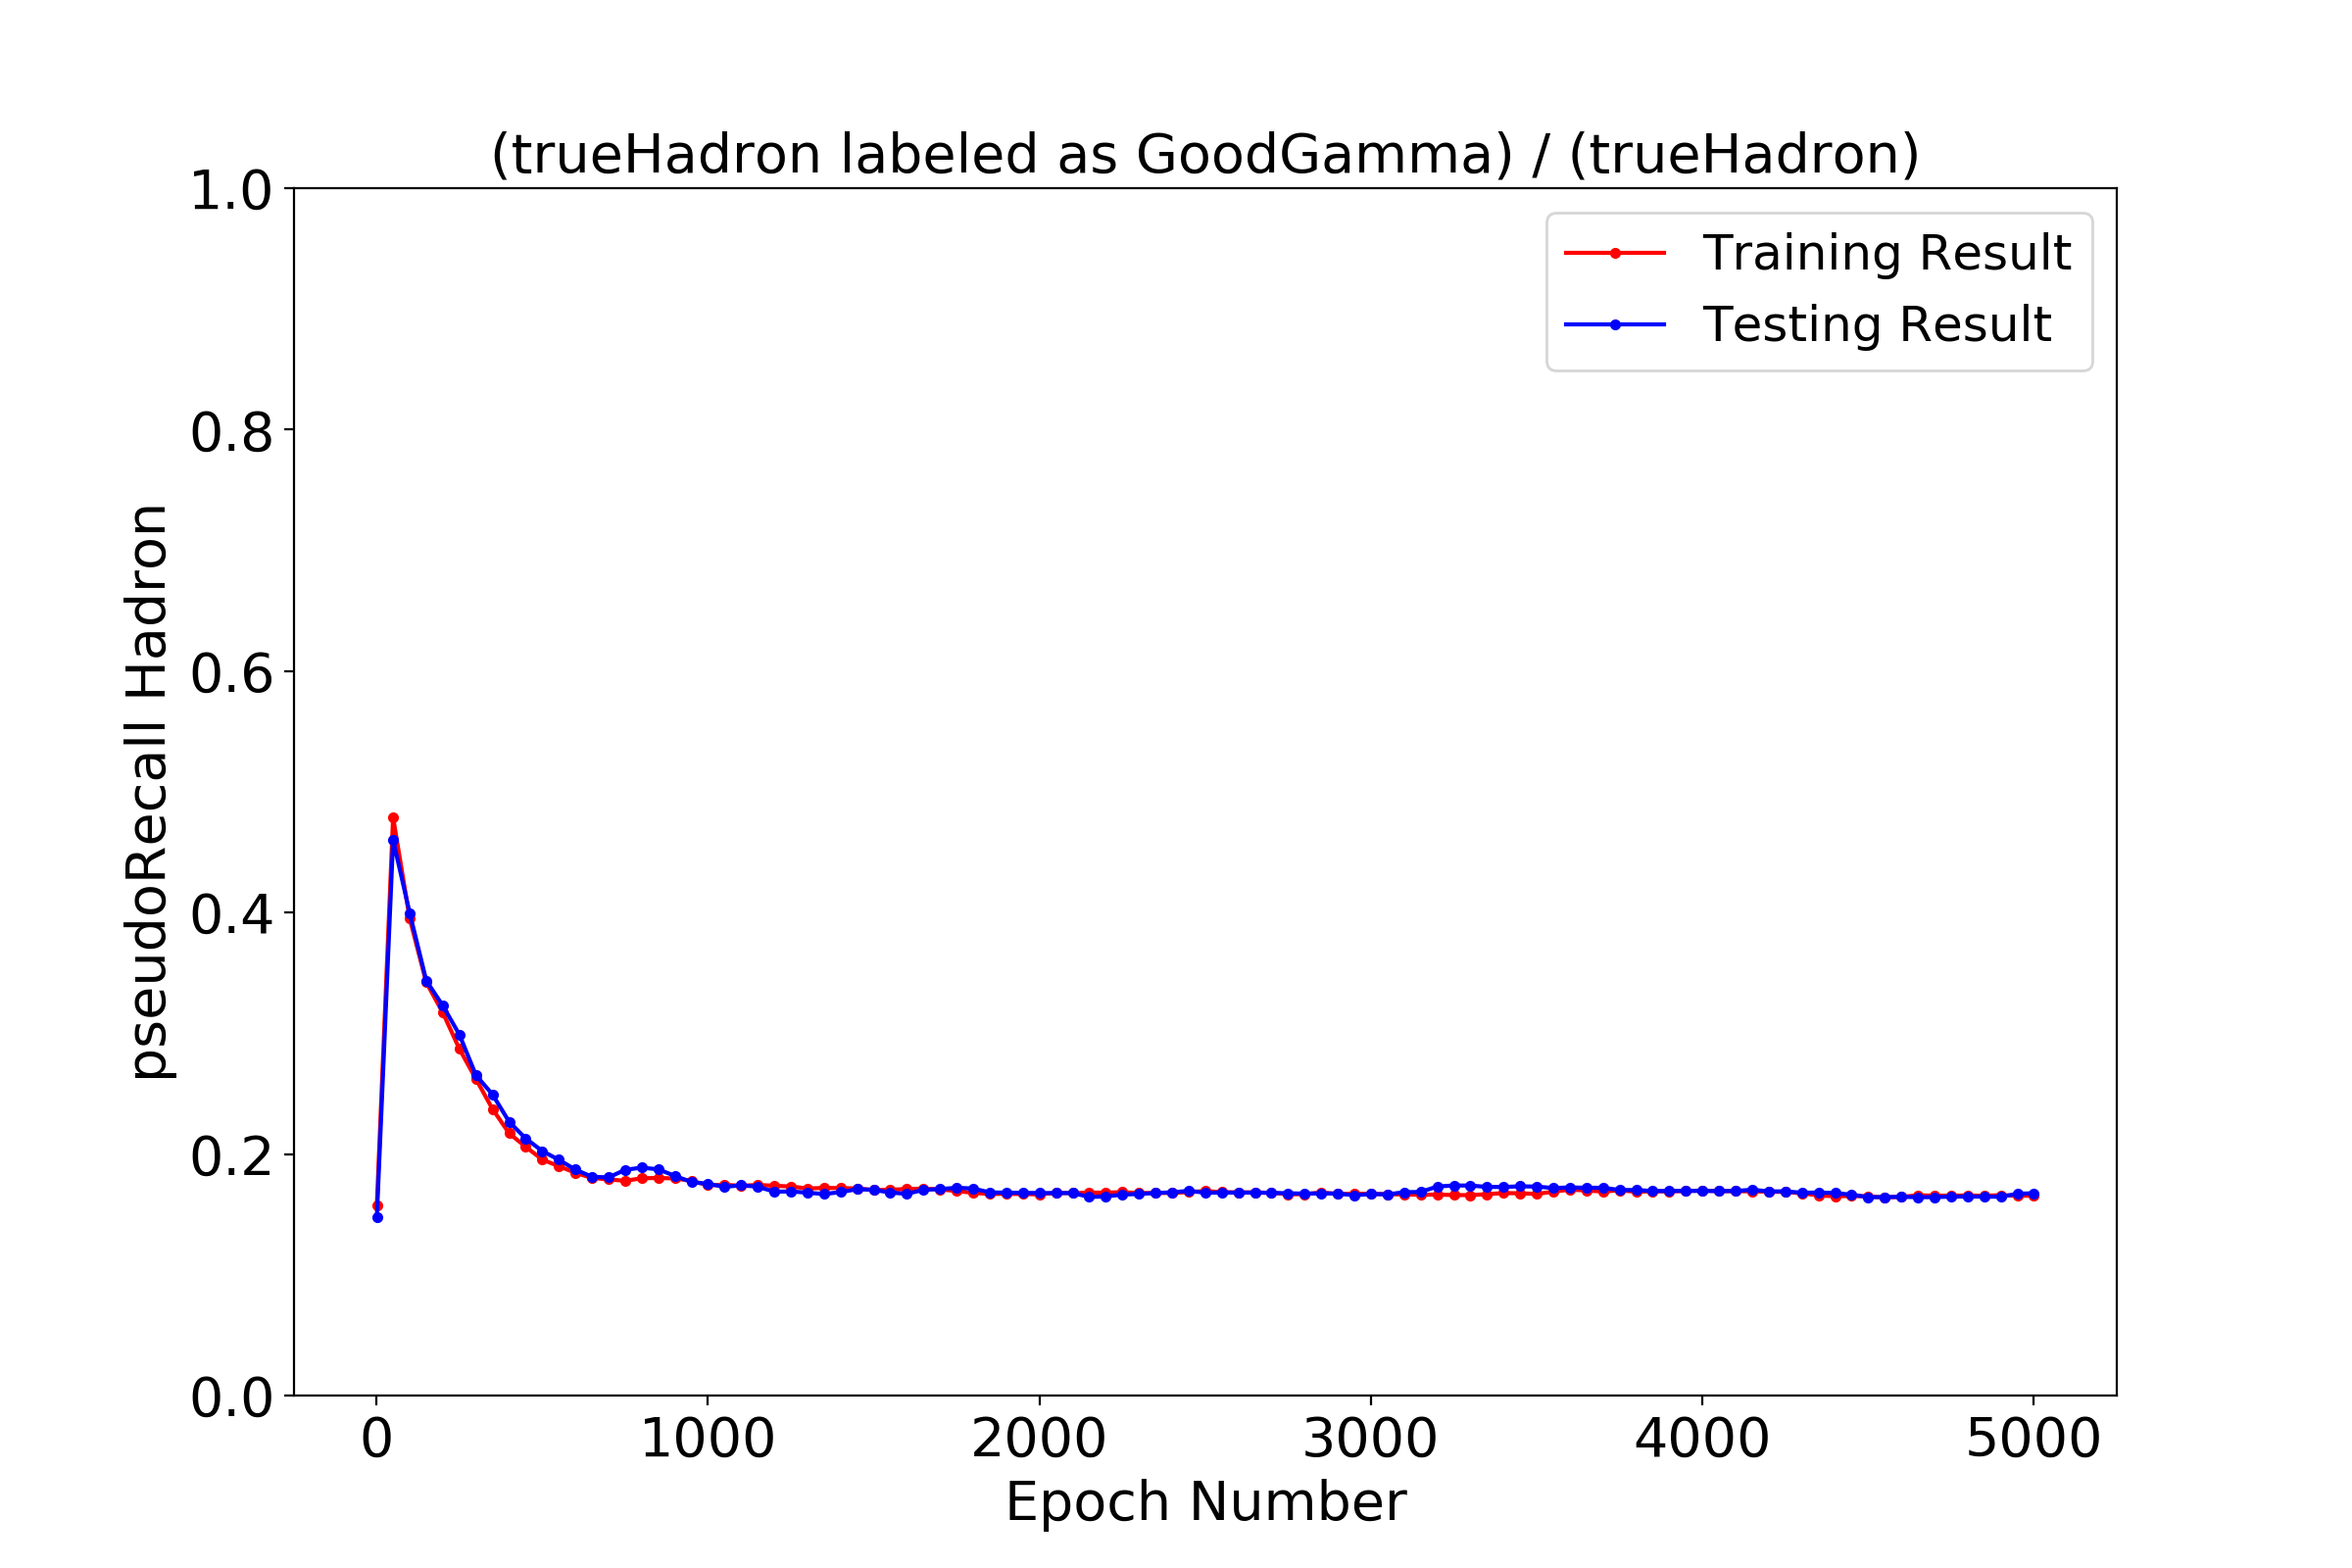 (trueHadron labeled as GoodGamma) / (trueHadron)
Training Result
Testing Result
pseudoRecall Hadron
1.0
0.8
0.6
0.4
0.2
0.0
0 1000 2000 3000 4000 5000
Epoch Number